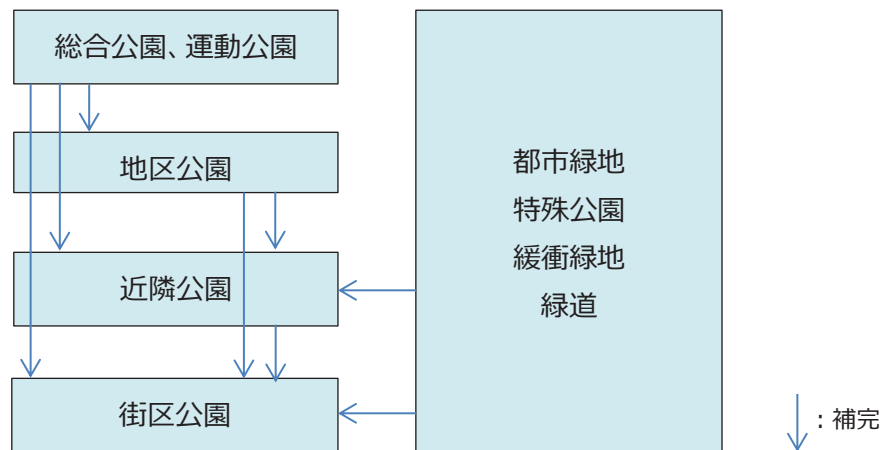 総合公園、運動公園
地区公園
近隣公園
街区公園
都市緑地
特殊公園
緩衝緑地
緑道
：補完